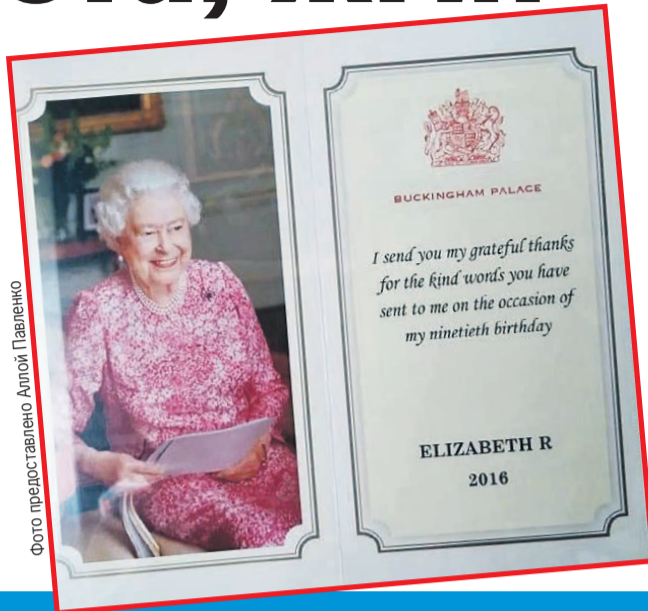 BUCKINGHAM PALACE
I send you my grateful thanks
for the kind words you have
sent to me on the occasion of
my ninetieth birthday
ELIZABETH R
2016
Фото предоставлено Аллой Павленко